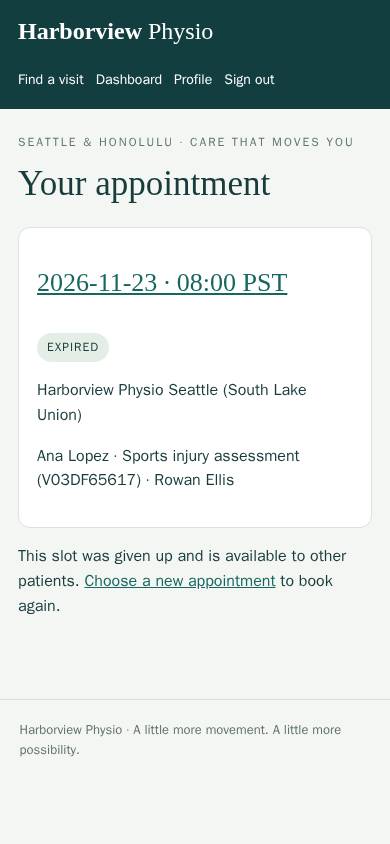 Harborview Physio
Find a visit Dashboard Profile Sign out
SEATTLE & HONOLULU · CARE THAT MOVES YOU
Your appointment
2026-11-23 · 08:00 PST
EXPIRED
Harborview Physio Seattle (South Lake
Union)
Ana Lopez · Sports injury assessment
(V03DF65617) · Rowan Ellis
This slot was given up and is available to other
patients. Choose a new appointment to book
again.
Harborview Physio · A little more movement. A little more
possibility.